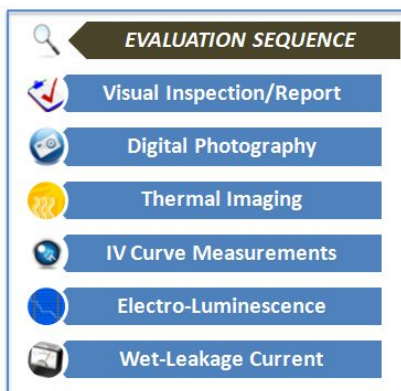 EVALUATION SEQUENCE
Visual Inspection/Report
Digital Photography
Thermal Imaging
IV Curve Measurements
Electro-Luminescence
Wet-Leakage Current